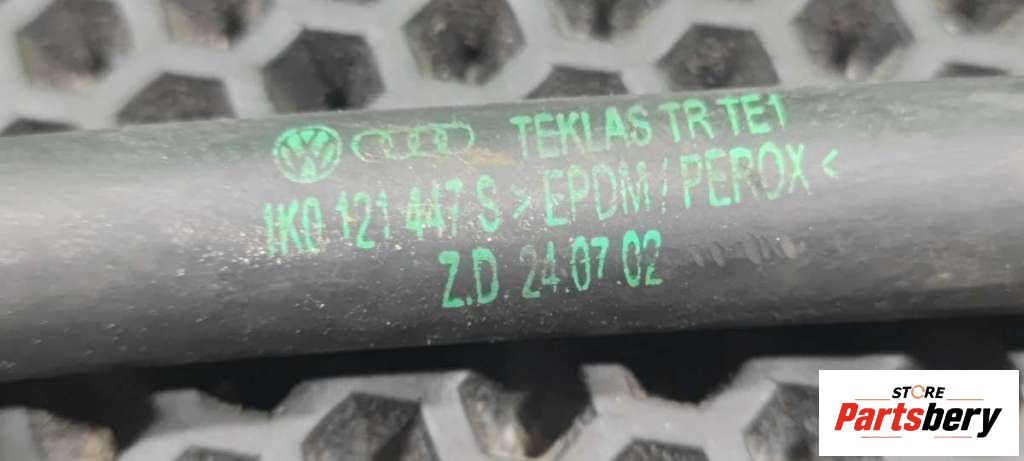 TEKLAS TR TE1
1K0 121 447 S >EPDM / PEROX<
Z.D. 24.07.02
STORE
Partsbery